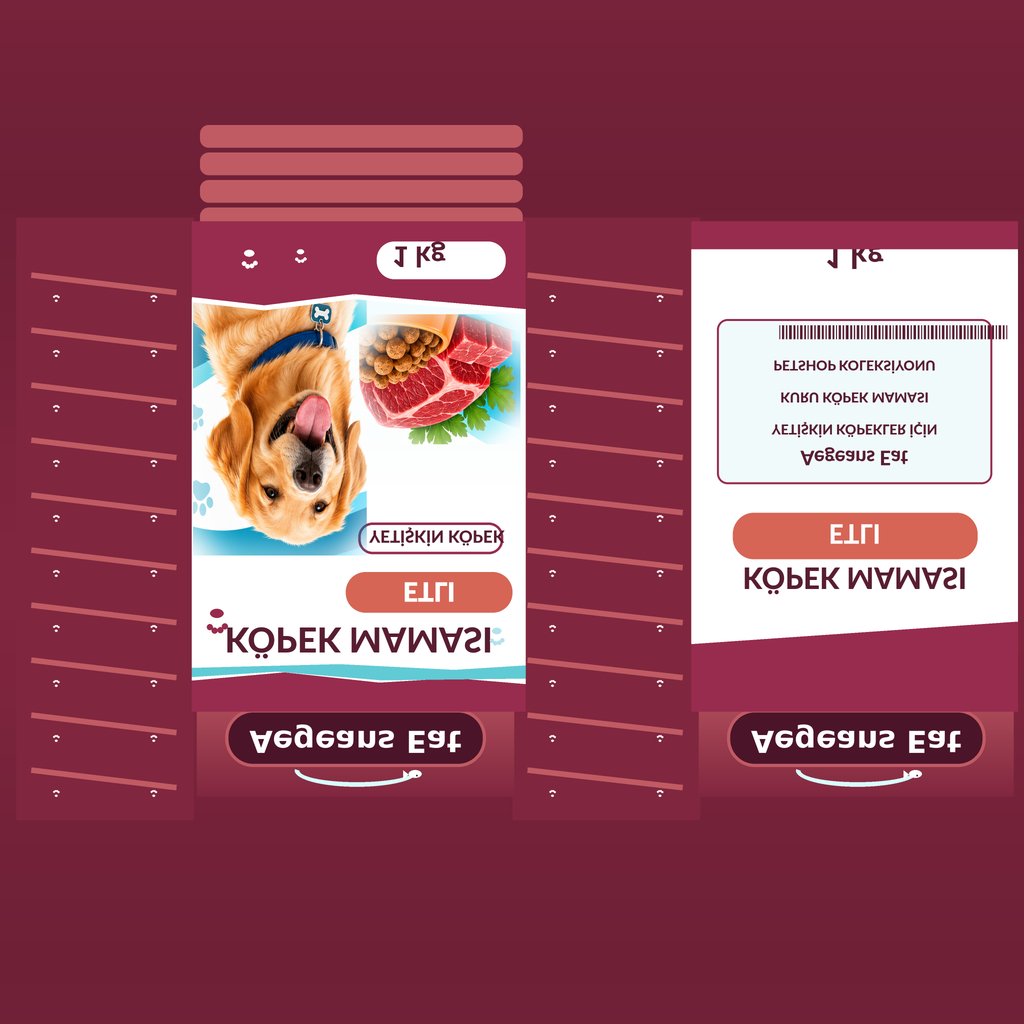 Aegeans Eat
KÖPEK MAMASI
ETLI
YETİŞKİN KÖPEK
1 kg
Aegeans Eat
KÖPEK MAMASI
ETLI
Aegeans Eat
YETİŞKİN KÖPEKLER İÇİN
KURU KÖPEK MAMASI
PETSHOP KOLEKSİYONU
1 kg